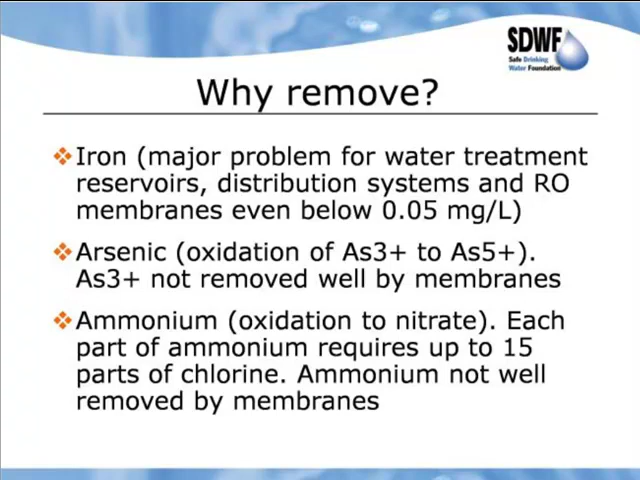 SDWF
Safe Drinking
Water Foundation
Why remove?
Iron (major problem for water treatment
reservoirs, distribution systems and RO
membranes even below 0.05 mg/L)
Arsenic (oxidation of As3+ to As5+).
As3+ not removed well by membranes
Ammonium (oxidation to nitrate). Each
part of ammonium requires up to 15
parts of chlorine. Ammonium not well
removed by membranes